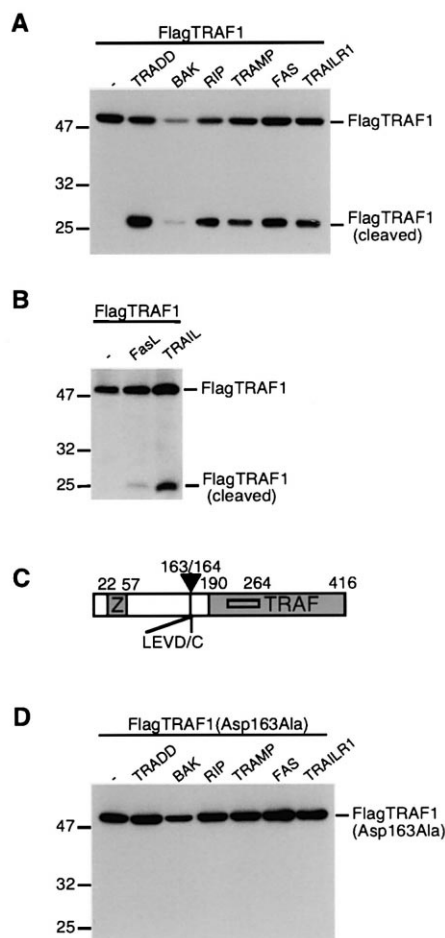 A
FlagTRAF1
- TRADD BAK RIP TRAMP FAS TRAILR1
47
FlagTRAF1
32
25
FlagTRAF1
(cleaved)
B
FlagTRAF1
- FasL TRAIL
47
FlagTRAF1
32
25
FlagTRAF1
(cleaved)
C
163/164
22 57 190 264 416
Z TRAF
LEVD/C
D
FlagTRAF1(Asp163Ala)
- TRADD BAK RIP TRAMP FAS TRAILR1
47
FlagTRAF1
(Asp163Ala)
32
25